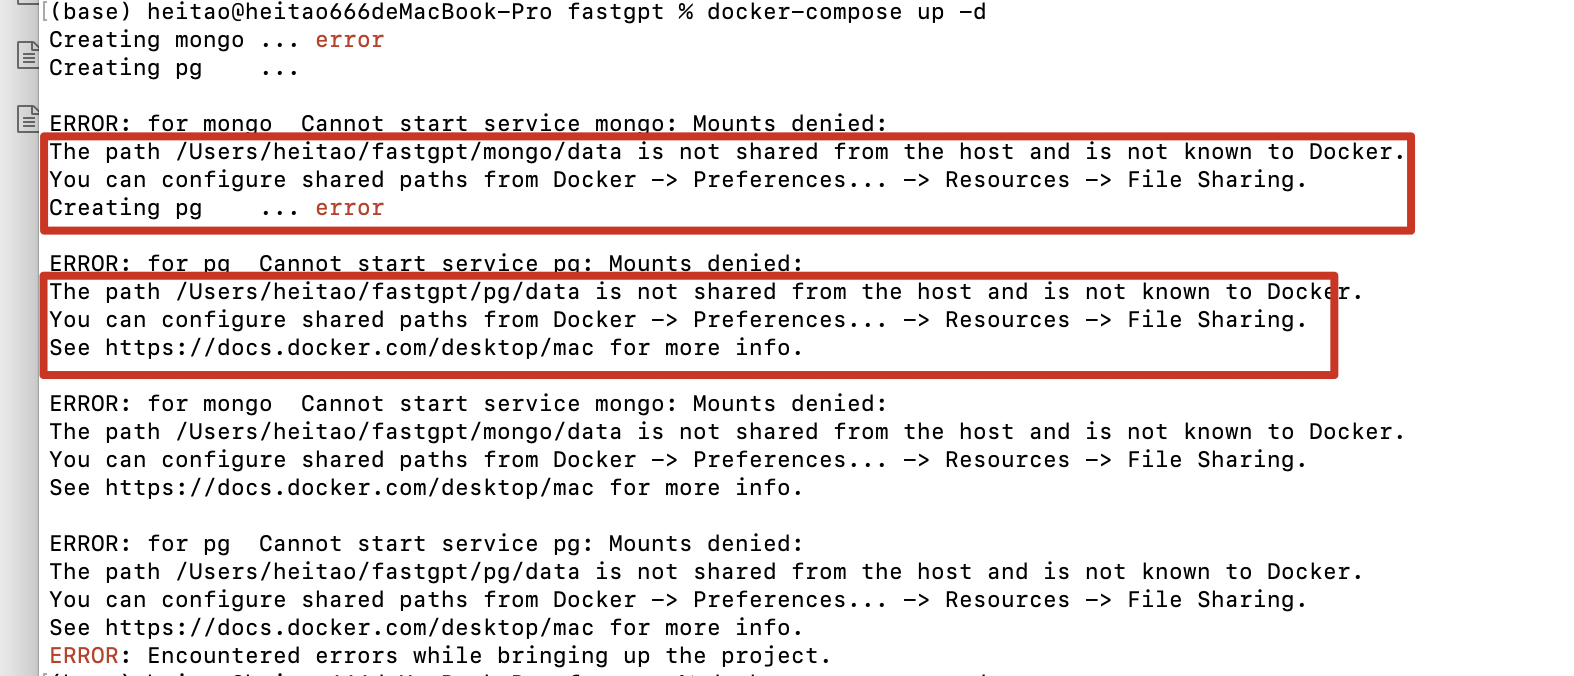 (base) heitao@heitao666deMacBook-Pro fastgpt % docker-compose up -d
Creating mongo ... error
Creating pg    ...
ERROR: for mongo  Cannot start service mongo: Mounts denied:
The path /Users/heitao/fastgpt/mongo/data is not shared from the host and is not known to Docker.
You can configure shared paths from Docker -> Preferences... -> Resources -> File Sharing.
Creating pg    ... error
ERROR: for pg  Cannot start service pg: Mounts denied:
The path /Users/heitao/fastgpt/pg/data is not shared from the host and is not known to Docker.
You can configure shared paths from Docker -> Preferences... -> Resources -> File Sharing.
See https://docs.docker.com/desktop/mac for more info.
ERROR: for mongo  Cannot start service mongo: Mounts denied:
The path /Users/heitao/fastgpt/mongo/data is not shared from the host and is not known to Docker.
You can configure shared paths from Docker -> Preferences... -> Resources -> File Sharing.
See https://docs.docker.com/desktop/mac for more info.
ERROR: for pg  Cannot start service pg: Mounts denied:
The path /Users/heitao/fastgpt/pg/data is not shared from the host and is not known to Docker.
You can configure shared paths from Docker -> Preferences... -> Resources -> File Sharing.
See https://docs.docker.com/desktop/mac for more info.
ERROR: Encountered errors while bringing up the project.